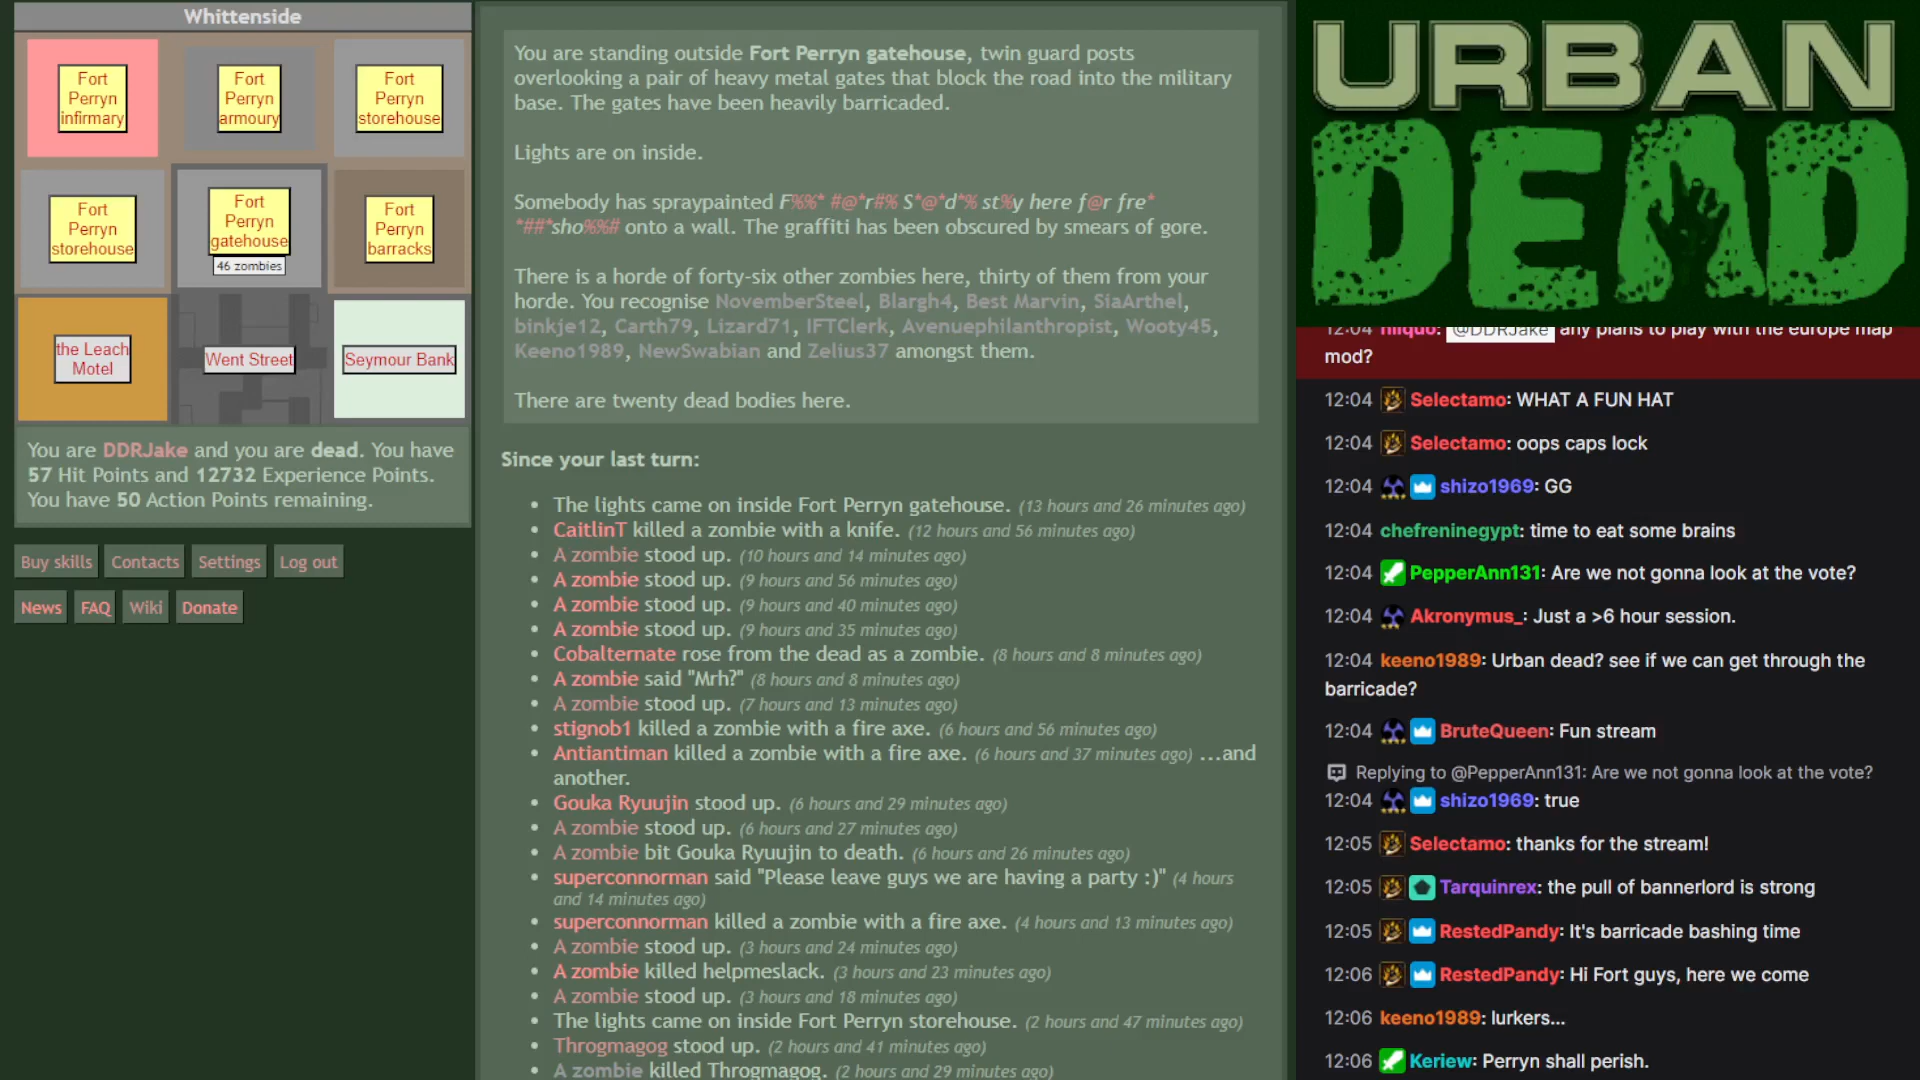 Whittenside
Fort
Perryn
infirmary
Fort
Perryn
armoury
Fort
Perryn
storehouse
Fort
Perryn
storehouse
Fort
Perryn
gatehouse
46 zombies
Fort
Perryn
barracks
the Leach
Motel
Went Street
Seymour Bank
You are DDRJake and you are dead. You have
57 Hit Points and 12732 Experience Points.
You have 50 Action Points remaining.
Buy skills
Contacts
Settings
Log out
News
FAQ
Wiki
Donate
You are standing outside Fort Perryn gatehouse, twin guard posts
overlooking a pair of heavy metal gates that block the road into the military
base. The gates have been heavily barricaded.
Lights are on inside.
Somebody has spraypainted F%%* #@*r#% S*@*d*% st%y here f@r fre*
*##*sho%%# onto a wall. The graffiti has been obscured by smears of gore.
There is a horde of forty-six other zombies here, thirty of them from your
horde. You recognise NovemberSteel, Blargh4, Best Marvin, SiaArthel,
binkje12, Carth79, Lizard71, IFTClerk, Avenuephilanthropist, Wooty45,
Keeno1989, NewSwabian and Zelius37 amongst them.
There are twenty dead bodies here.
Since your last turn:
• The lights came on inside Fort Perryn gatehouse. (13 hours and 26 minutes ago)
• CaitlinT killed a zombie with a knife. (12 hours and 56 minutes ago)
• A zombie stood up. (10 hours and 14 minutes ago)
• A zombie stood up. (9 hours and 56 minutes ago)
• A zombie stood up. (9 hours and 40 minutes ago)
• A zombie stood up. (9 hours and 35 minutes ago)
• Cobalternate rose from the dead as a zombie. (8 hours and 8 minutes ago)
• A zombie said "Mrh?" (8 hours and 8 minutes ago)
• A zombie stood up. (7 hours and 13 minutes ago)
• stignob1 killed a zombie with a fire axe. (6 hours and 56 minutes ago)
• Antiantiman killed a zombie with a fire axe. (6 hours and 37 minutes ago) ...and
another.
• Gouka Ryuujin stood up. (6 hours and 29 minutes ago)
• A zombie stood up. (6 hours and 27 minutes ago)
• A zombie bit Gouka Ryuujin to death. (6 hours and 26 minutes ago)
• superconnorman said "Please leave guys we are having a party :)" (4 hours
and 14 minutes ago)
• superconnorman killed a zombie with a fire axe. (4 hours and 13 minutes ago)
• A zombie stood up. (3 hours and 24 minutes ago)
• A zombie killed helpmeslack. (3 hours and 23 minutes ago)
• A zombie stood up. (3 hours and 18 minutes ago)
• The lights came on inside Fort Perryn storehouse. (2 hours and 47 minutes ago)
• Throgmagog stood up. (2 hours and 41 minutes ago)
• A zombie killed Throgmagog. (2 hours and 29 minutes ago)
URBAN
DEAD
12:04 niiquo: @DDRJake any plans to play with the europe map
mod?
12:04 Selectamo: WHAT A FUN HAT
12:04 Selectamo: oops caps lock
12:04 shizo1969: GG
12:04 chefreninegypt: time to eat some brains
12:04 PepperAnn131: Are we not gonna look at the vote?
12:04 Akronymus_: Just a >6 hour session.
12:04 keeno1989: Urban dead? see if we can get through the
barricade?
12:04 BruteQueen: Fun stream
Replying to @PepperAnn131: Are we not gonna look at the vote?
12:04 shizo1969: true
12:05 Selectamo: thanks for the stream!
12:05 Tarquinrex: the pull of bannerlord is strong
12:05 RestedPandy: It's barricade bashing time
12:06 RestedPandy: Hi Fort guys, here we come
12:06 keeno1989: lurkers...
12:06 Keriew: Perryn shall perish.